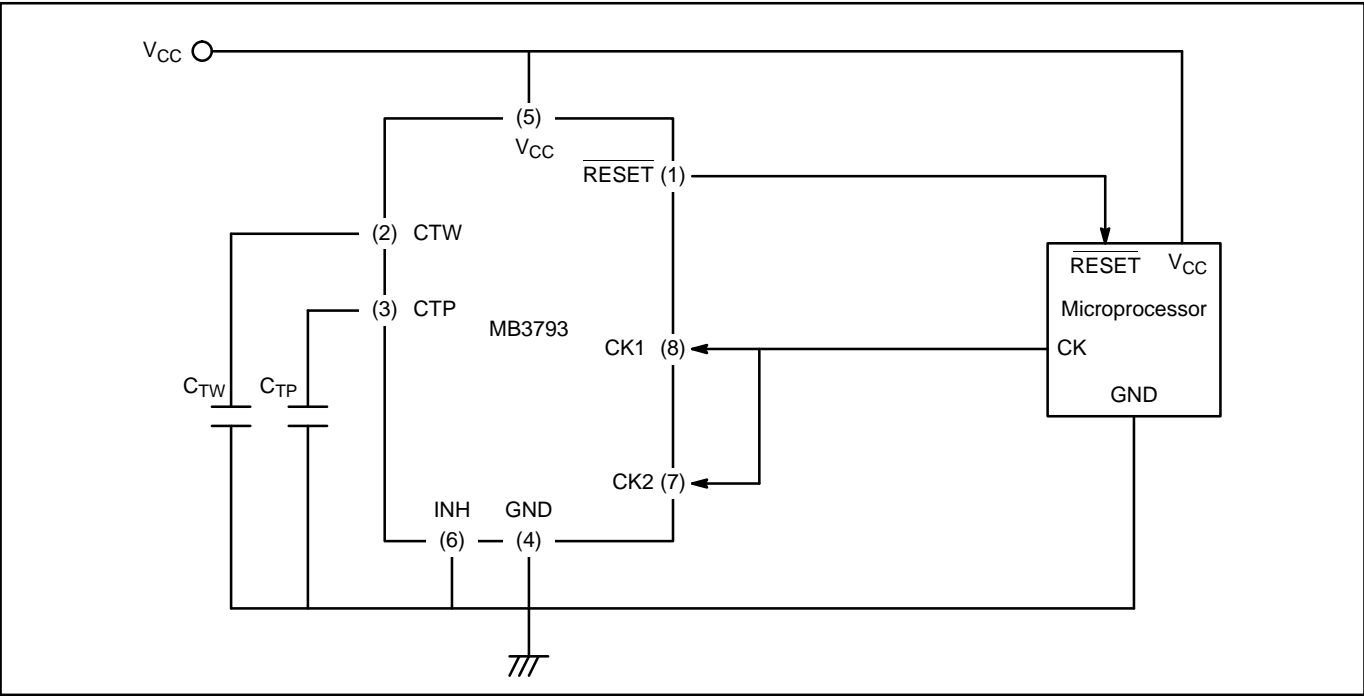 VCC
(5)
VCC
RESET (1)
(2) CTW
RESET VCC
(3) CTP
Microprocessor
MB3793
CK1 (8)
CK
CTW CTP
GND
CK2 (7)
INH GND
(6) (4)